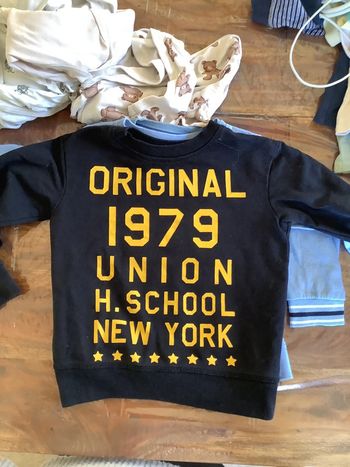 ORIGINAL
1979
UNION
H. SCHOOL
NEW YORK